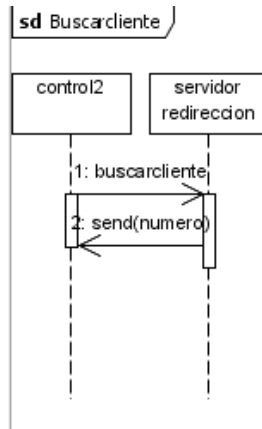 sd Buscarcliente
control2
servidor
redireccion
1: buscarcliente
2: send(numero)